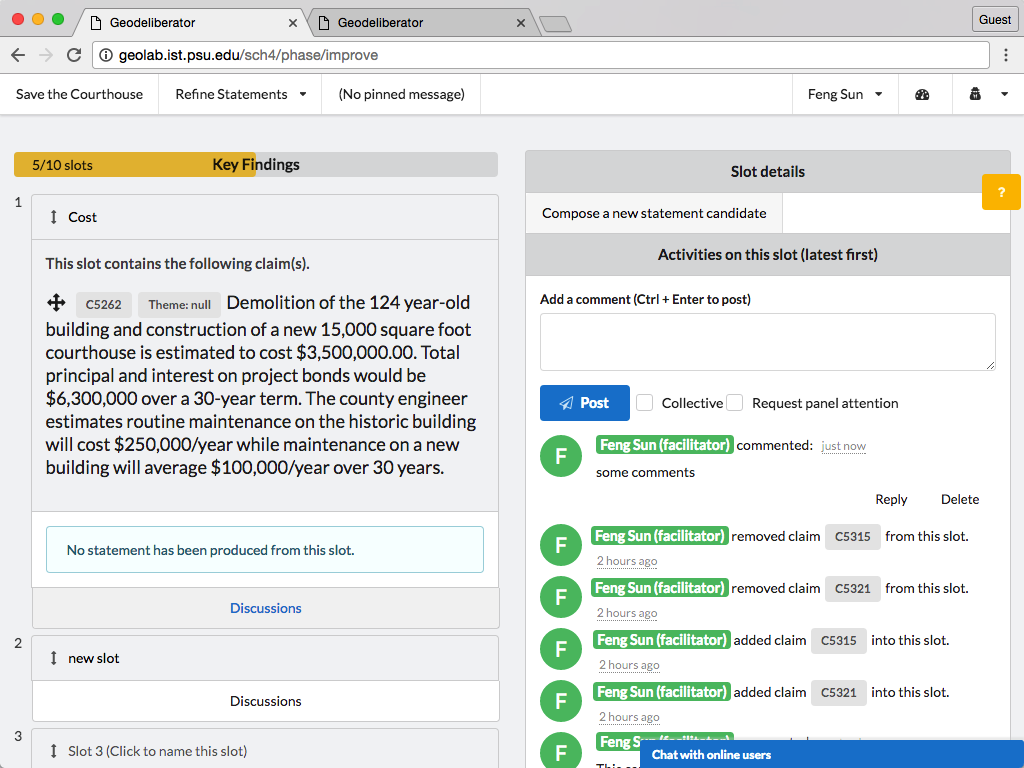 Geodeliberator
Geodeliberator
Guest
geolab.ist.psu.edu/sch4/phase/improve
Save the Courthouse
Refine Statements
(No pinned message)
Feng Sun
5/10 slots
Key Findings
1
Cost
This slot contains the following claim(s).
C5262 Theme: null Demolition of the 124 year-old
building and construction of a new 15,000 square foot
courthouse is estimated to cost $3,500,000.00. Total
principal and interest on project bonds would be
$6,300,000 over a 30-year term. The county engineer
estimates routine maintenance on the historic building
will cost $250,000/year while maintenance on a new
building will average $100,000/year over 30 years.
No statement has been produced from this slot.
Discussions
2
new slot
Discussions
3
Slot 3 (Click to name this slot)
Slot details
?
Compose a new statement candidate
Activities on this slot (latest first)
Add a comment (Ctrl + Enter to post)
Post
Collective
Request panel attention
F
Feng Sun (facilitator) commented: just now
some comments
Reply
Delete
F
Feng Sun (facilitator) removed claim C5315 from this slot.
2 hours ago
F
Feng Sun (facilitator) removed claim C5321 from this slot.
2 hours ago
F
Feng Sun (facilitator) added claim C5315 into this slot.
2 hours ago
F
Feng Sun (facilitator) added claim C5321 into this slot.
2 hours ago
F
Feng
Chat with online users